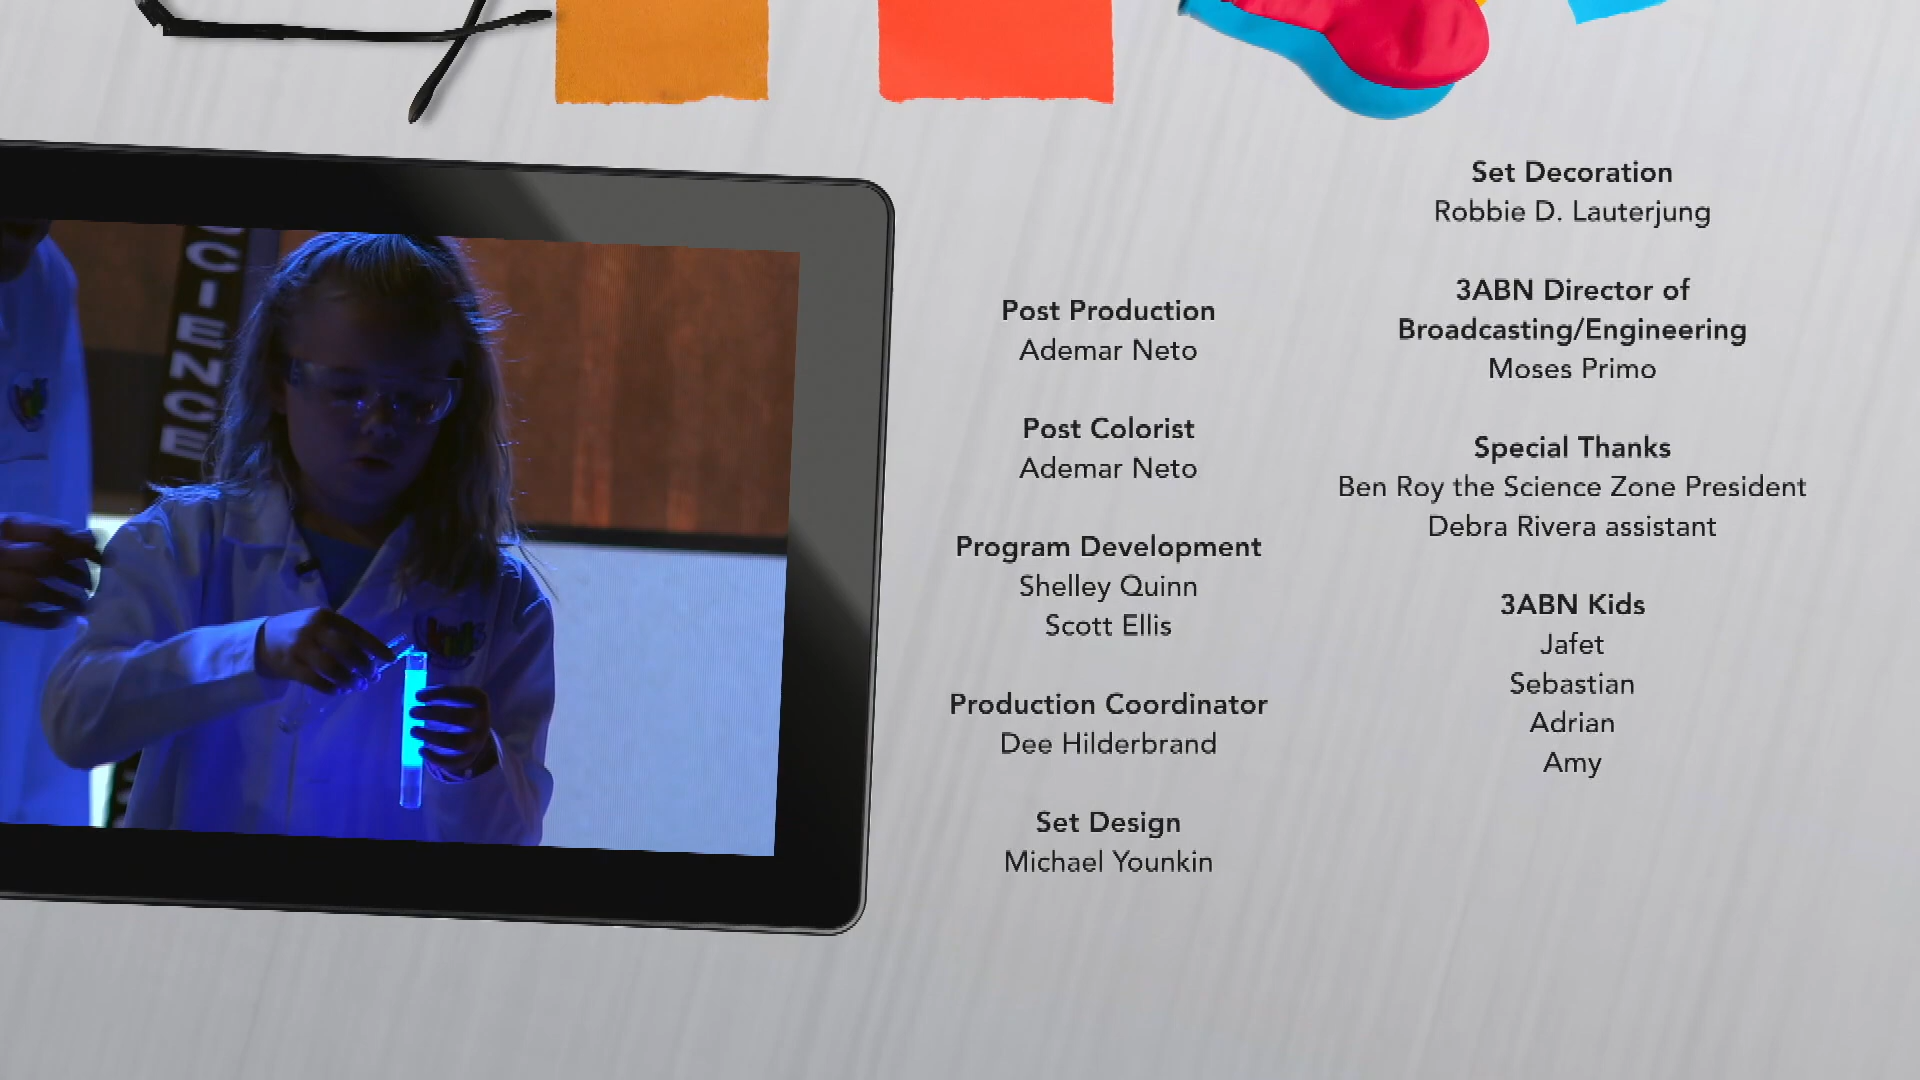 SCIENCE
Post Production
Ademar Neto
Post Colorist
Ademar Neto
Program Development
Shelley Quinn
Scott Ellis
Production Coordinator
Dee Hilderbrand
Set Design
Michael Younkin
Set Decoration
Robbie D. Lauterjung
3ABN Director of
Broadcasting/Engineering
Moses Primo
Special Thanks
Ben Roy the Science Zone President
Debra Rivera assistant
3ABN Kids
Jafet
Sebastian
Adrian
Amy